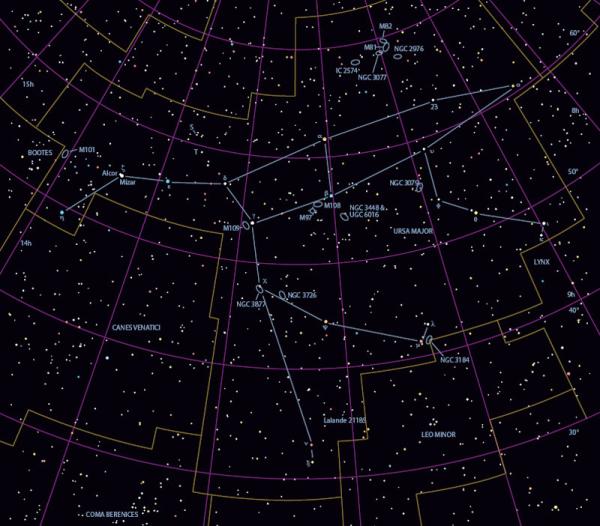 M82
M81
NGC 2976
IC 2574
NGC 3077
60°
15h
23
8h
BOOTES
M101
Alcor
Mizar
50°
NGC 3079
M108
M97
NGC 3448 &
UGC 6016
M109
URSA MAJOR
14h
LYNX
NGC 3726
NGC 3877
9h
40°
CANES VENATICI
NGC 3184
Lalande 21185
LEO MINOR
30°
COMA BERENICES